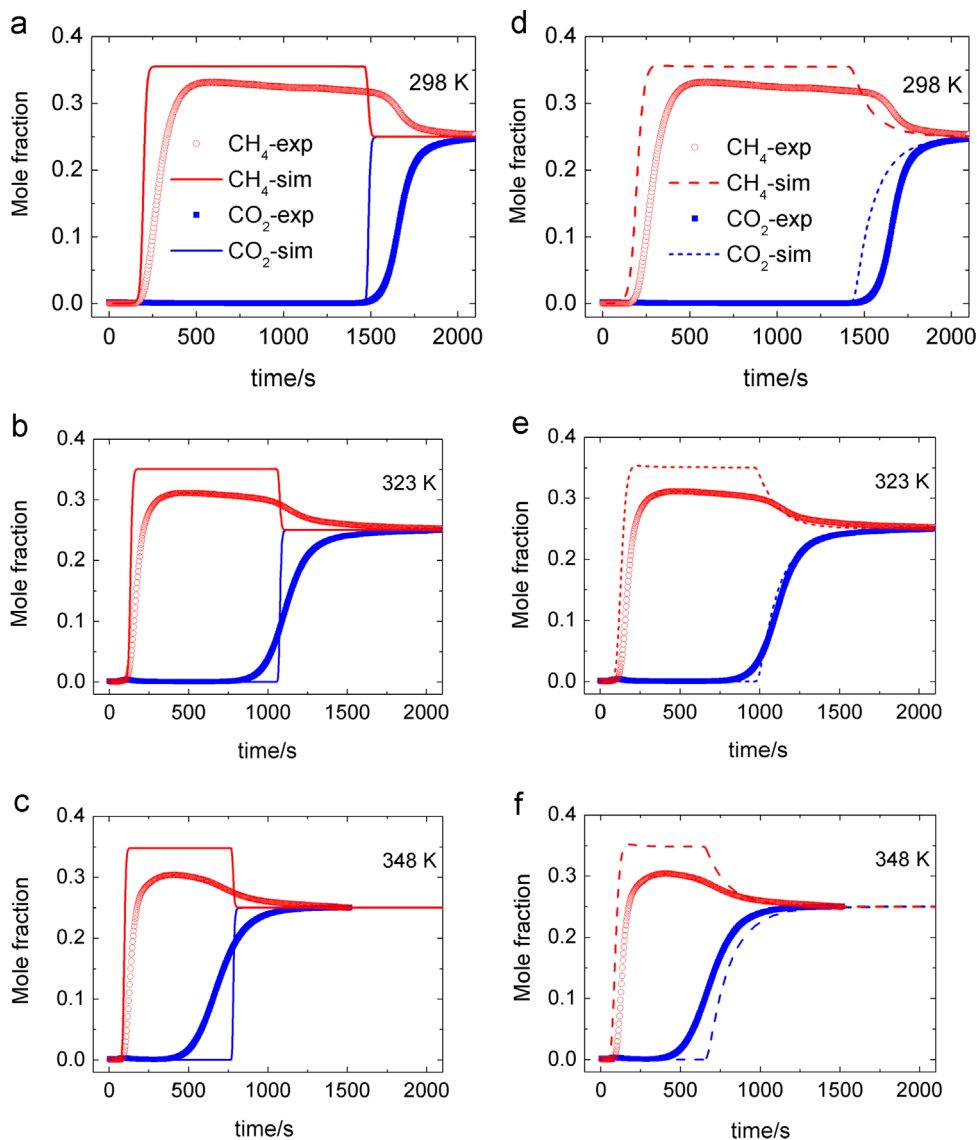 a
0.4
0.3
0.2
0.1
0.0
Mole fraction
298 K
CH4-exp
CH4-sim
CO2-exp
CO2-sim
0 500 1000 1500 2000
time/s
d
0.4
0.3
0.2
0.1
0.0
Mole fraction
298 K
CH4-exp
CH4-sim
CO2-exp
CO2-sim
0 500 1000 1500 2000
time/s
b
0.4
0.3
0.2
0.1
0.0
Mole fraction
323 K
0 500 1000 1500 2000
time/s
e
0.4
0.3
0.2
0.1
0.0
Mole fraction
323 K
0 500 1000 1500 2000
time/s
c
0.4
0.3
0.2
0.1
0.0
Mole fraction
348 K
0 500 1000 1500 2000
time/s
f
0.4
0.3
0.2
0.1
0.0
Mole fraction
348 K
0 500 1000 1500 2000
time/s